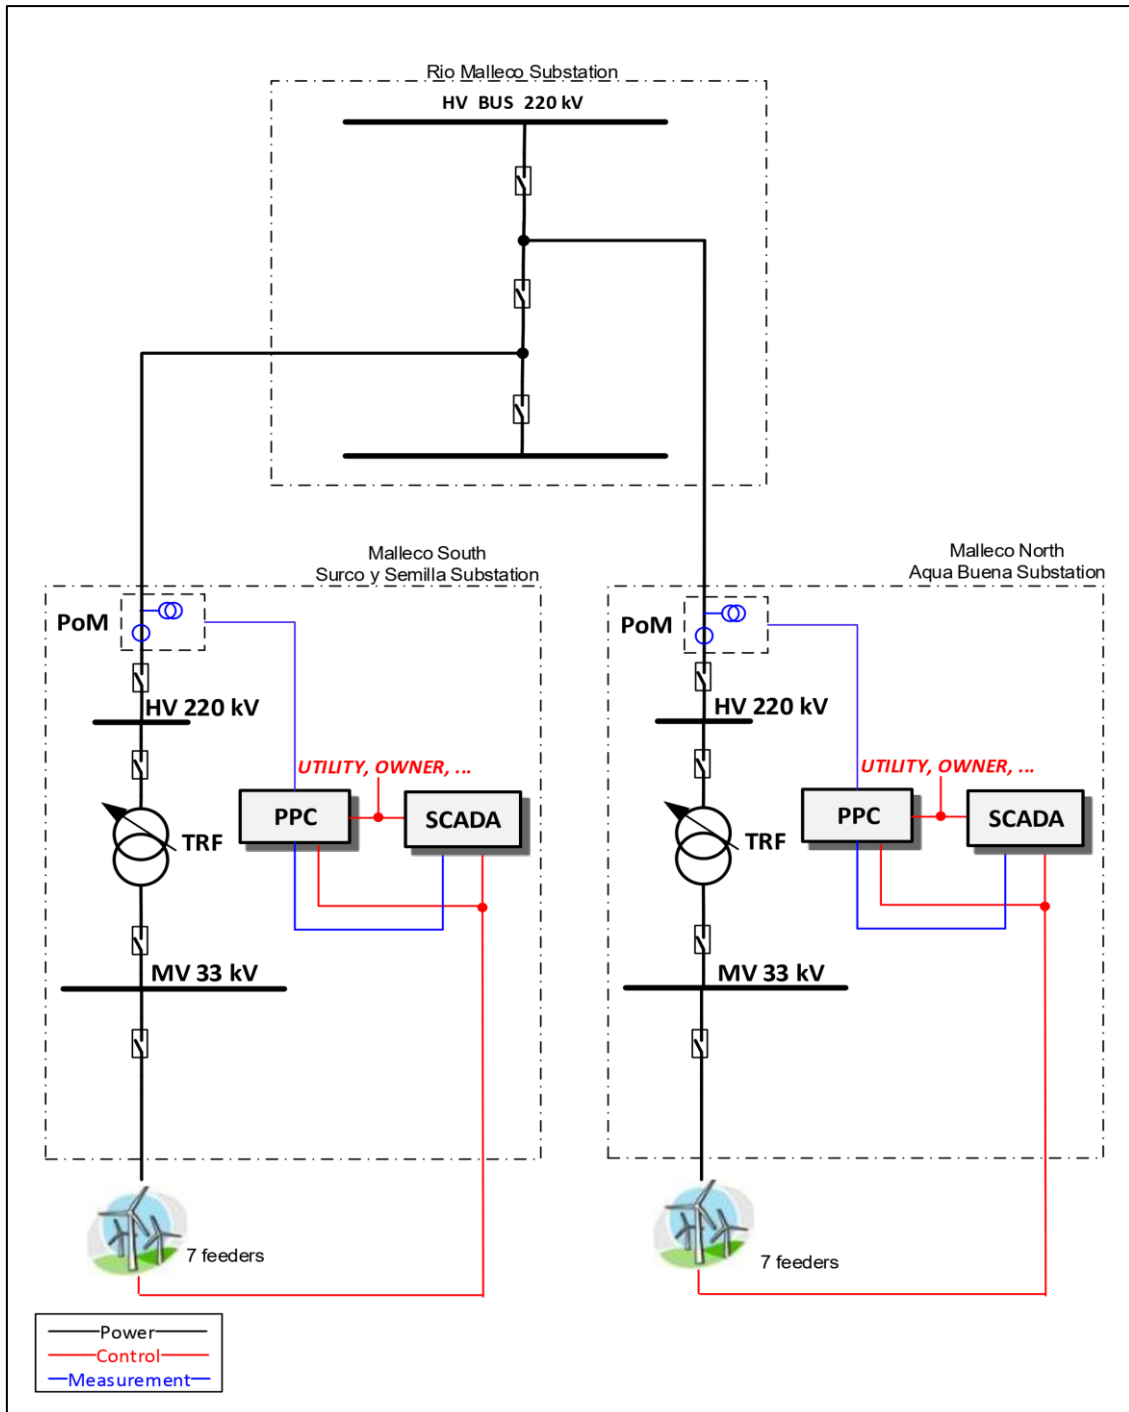 Rio Malleco Substation
HV BUS 220 kV
Malleco South
Surco y Semilla Substation
PoM
HV 220 kV
UTILITY, OWNER, ...
PPC
SCADA
TRF
MV 33 kV
7 feeders
Malleco North
Aqua Buena Substation
PoM
HV 220 kV
UTILITY, OWNER, ...
PPC
SCADA
TRF
MV 33 kV
7 feeders
Power
Control
Measurement